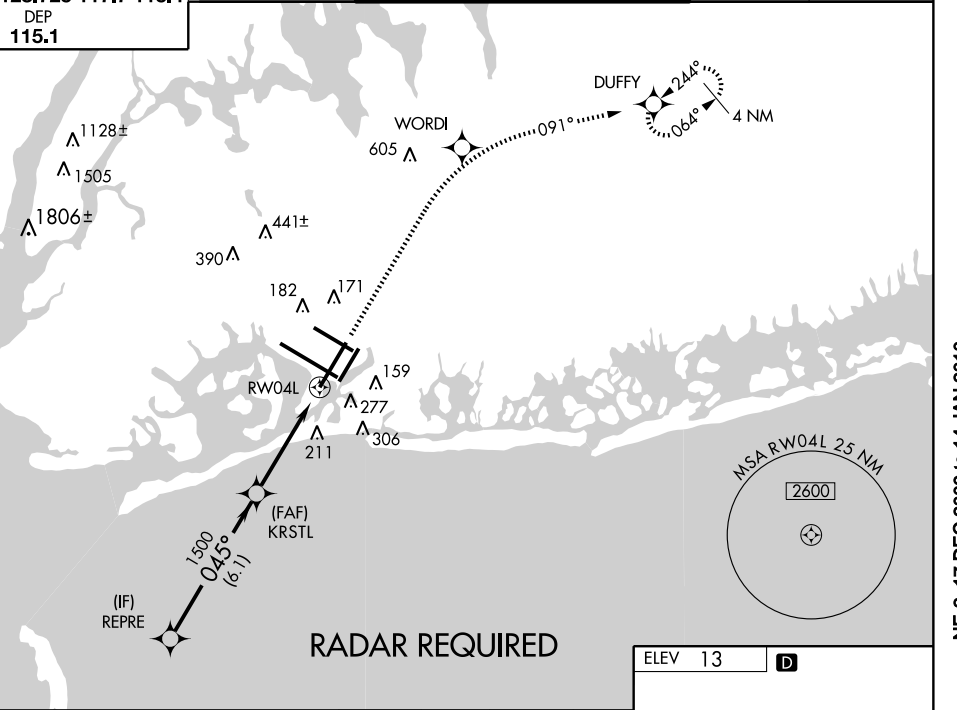 DEP
115.1
DUFFY
244°
064°
4 NM
WORDI
091°
605
1128±
1505
1806±
441±
390
182
171
RW04L
159
277
306
211
(FAF)
KRSTL
1500
045°
(6.1)
(IF)
REPRE
MSA RW04L 25 NM
2600
RADAR REQUIRED
ELEV 13
D